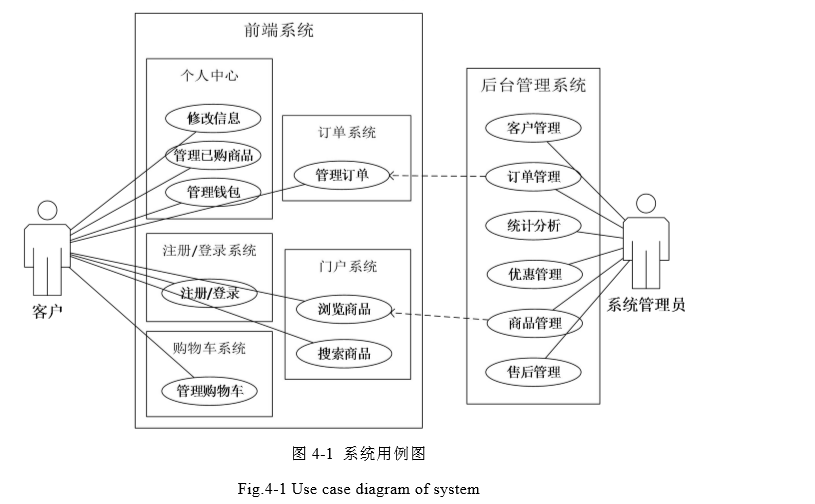 前端系统
个人中心
修改信息
管理已购商品
管理钱包
订单系统
管理订单
注册/登录系统
注册/登录
门户系统
浏览商品
搜索商品
购物车系统
管理购物车
客户
后台管理系统
客户管理
订单管理
统计分析
优惠管理
商品管理
售后管理
系统管理员
图 4-1 系统用例图
Fig.4-1 Use case diagram of system